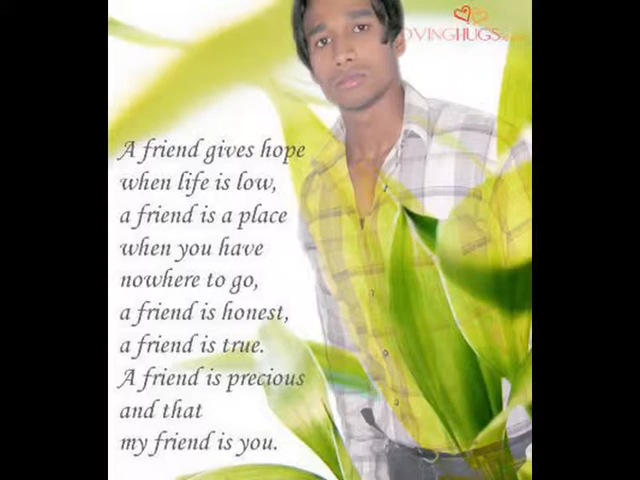 OVINGHUGS
A friend gives hope
when life is low,
a friend is a place
when you have
nowhere to go,
a friend is honest,
a friend is true.
A friend is precious
and that
my friend is you.